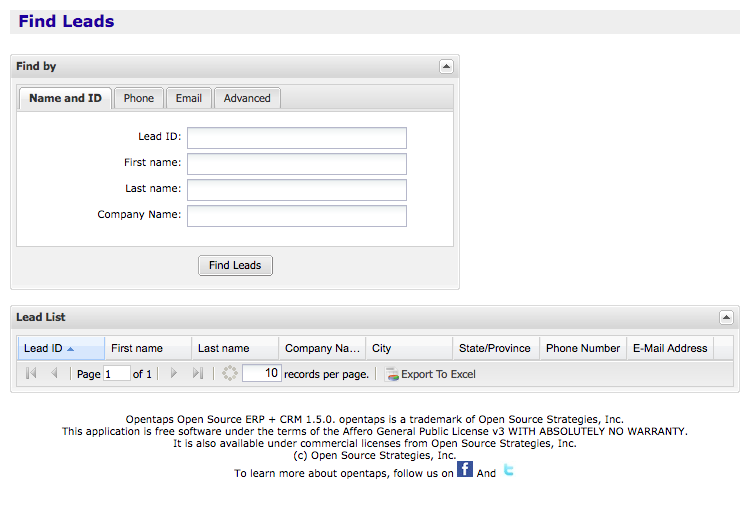 Find Leads
Find by
Name and ID Phone Email Advanced
Lead ID:
First name:
Last name:
Company Name:
Find Leads
Lead List
Lead ID First name Last name Company Na... City State/Province Phone Number E-Mail Address
Page 1 of 1 10 records per page. Export To Excel
Opentaps Open Source ERP + CRM 1.5.0. opentaps is a trademark of Open Source Strategies, Inc.
This application is free software under the terms of the Affero General Public License v3 WITH ABSOLUTELY NO WARRANTY.
It is also available under commercial licenses from Open Source Strategies, Inc.
(c) Open Source Strategies, Inc.
To learn more about opentaps, follow us on f And t